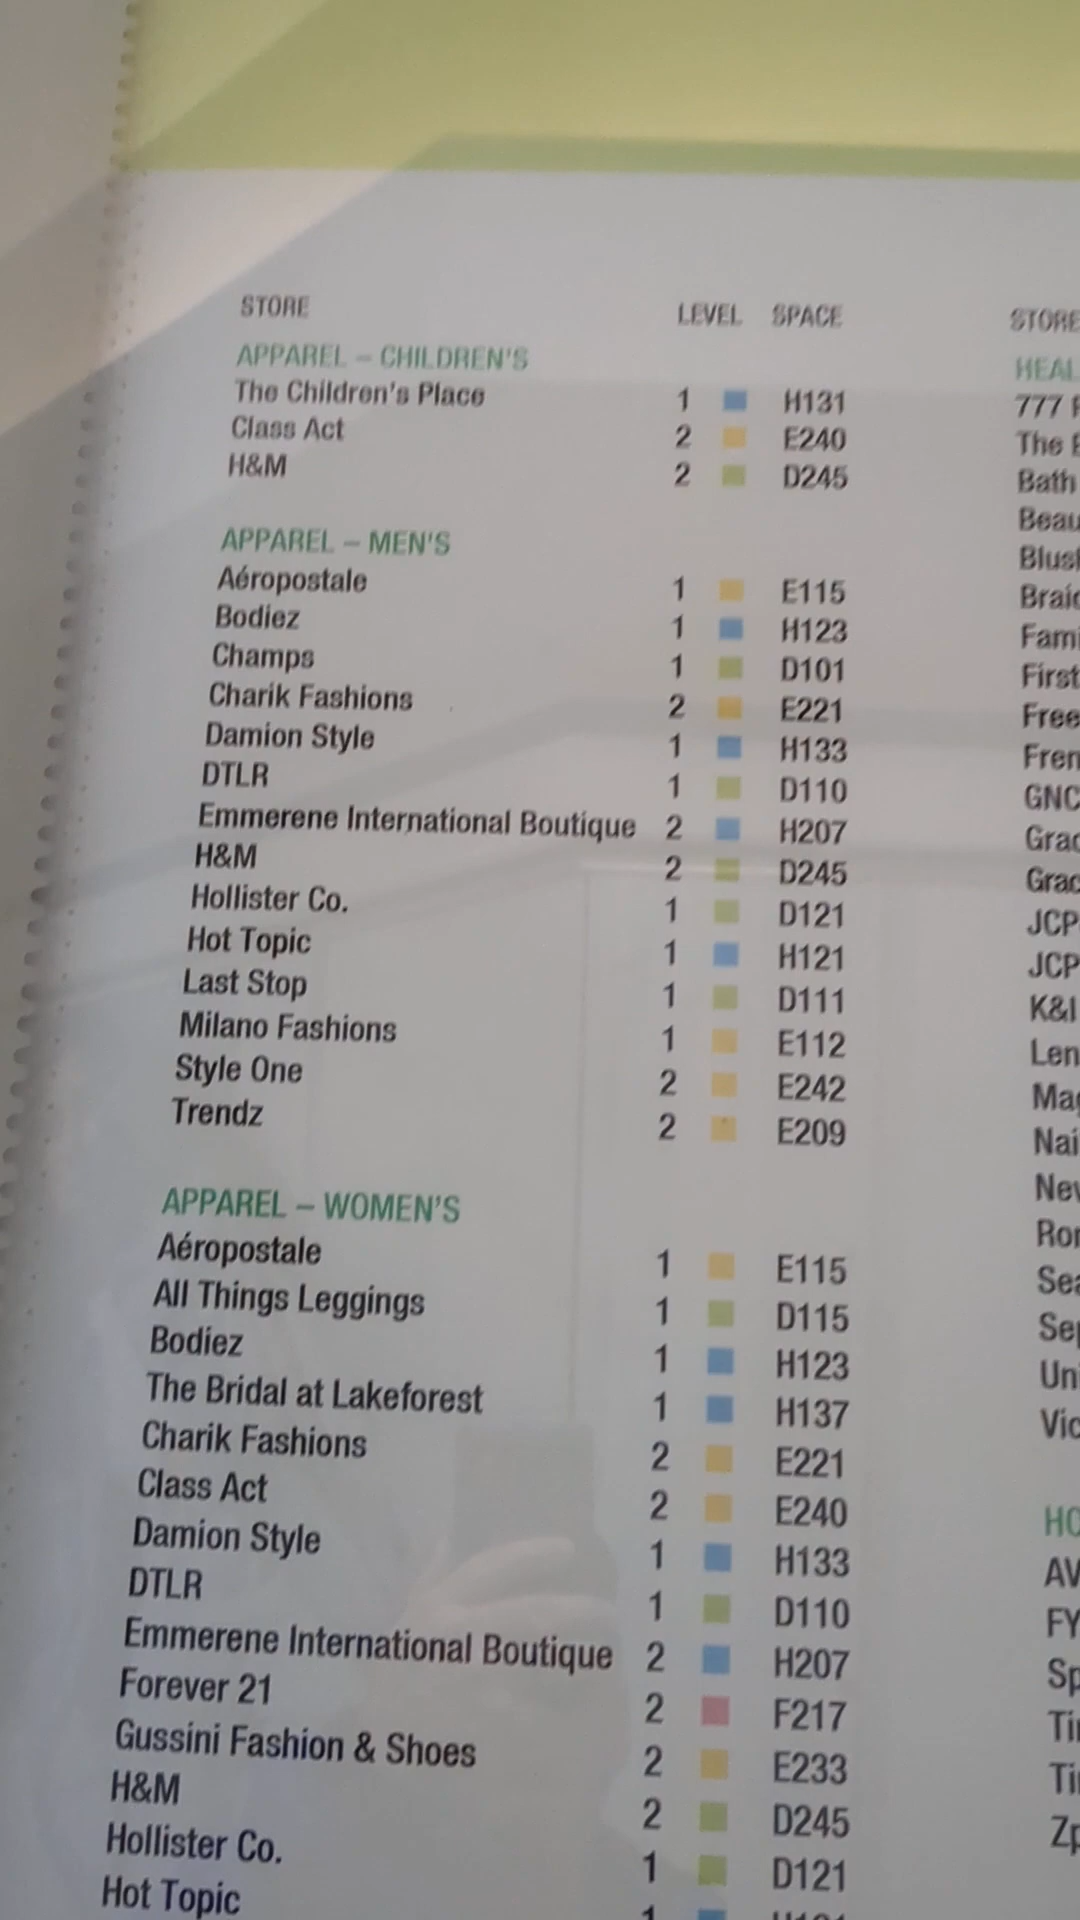 STORE LEVEL SPACE
APPAREL – CHILDREN'S
The Children's Place 1 H131
Class Act 2 E240
H&M 2 D245
APPAREL – MEN'S
Aéropostale 1 E115
Bodiez 1 H123
Champs 1 D101
Charik Fashions 2 E221
Damion Style 1 H133
DTLR 1 D110
Emmerene International Boutique 2 H207
H&M 2 D245
Hollister Co. 1 D121
Hot Topic 1 H121
Last Stop 1 D111
Milano Fashions 1 E112
Style One 2 E242
Trendz 2 E209
APPAREL – WOMEN'S
Aéropostale 1 E115
All Things Leggings 1 D115
Bodiez 1 H123
The Bridal at Lakeforest 1 H137
Charik Fashions 2 E221
Class Act 2 E240
Damion Style 1 H133
DTLR 1 D110
Emmerene International Boutique 2 H207
Forever 21 2 F217
Gussini Fashion & Shoes 2 E233
H&M 2 D245
Hollister Co. 1 D121
Hot Topic 1
STORE
777
The
Bath
GNC
K&I